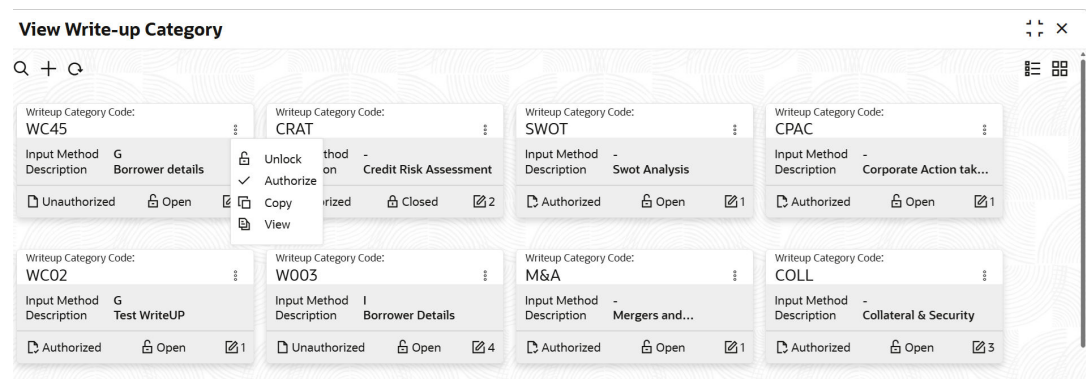 View Write-up Category
Writeup Category Code:
WC45
Input Method G
Description Borrower details
Unauthorized Open
Unlock
Authorize
Copy
View
Writeup Category Code:
CRAT
thod -
on Credit Risk Assessment
rized Closed 2
Writeup Category Code:
SWOT
Input Method -
Description Swot Analysis
Authorized Open 1
Writeup Category Code:
CPAC
Input Method -
Description Corporate Action tak...
Authorized Open 1
Writeup Category Code:
WC02
Input Method G
Description Test WriteUP
Authorized Open 1
Writeup Category Code:
W003
Input Method I
Description Borrower Details
Unauthorized Open 4
Writeup Category Code:
M&A
Input Method -
Description Mergers and...
Authorized Open 1
Writeup Category Code:
COLL
Input Method -
Description Collateral & Security
Authorized Open 3